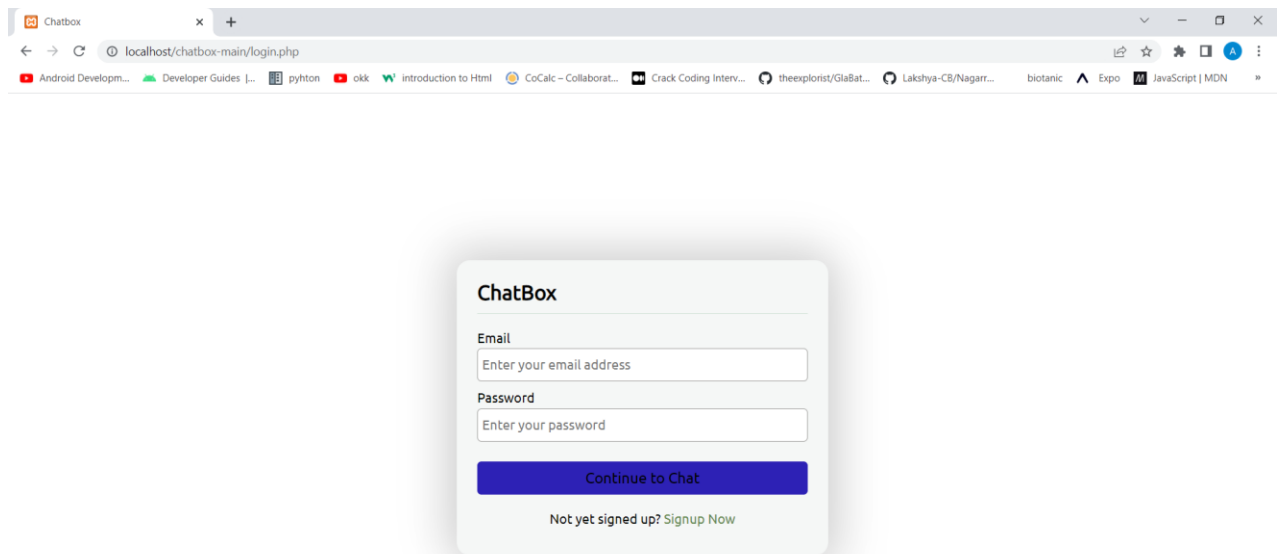 Chatbox
localhost/chatbox-main/login.php
A
Android Developm... Developer Guides |... pyhton okk introduction to Html CoCalc – Collaborat... Crack Coding Interv... theexplorist/GlaBat... Lakshya-CB/Nagarr... biotanic Expo JavaScript | MDN »
ChatBox
Email
Enter your email address
Password
Enter your password
Continue to Chat
Not yet signed up? Signup Now